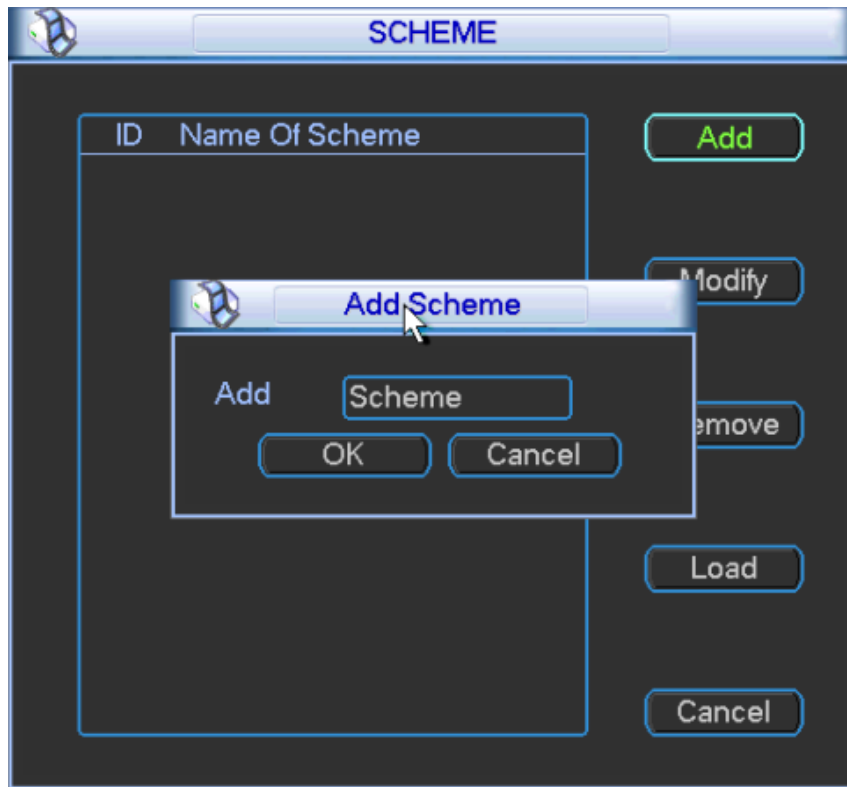 SCHEME
ID Name Of Scheme
Add
Modify
Add Scheme
Add Scheme
emove
OK Cancel
Load
Cancel